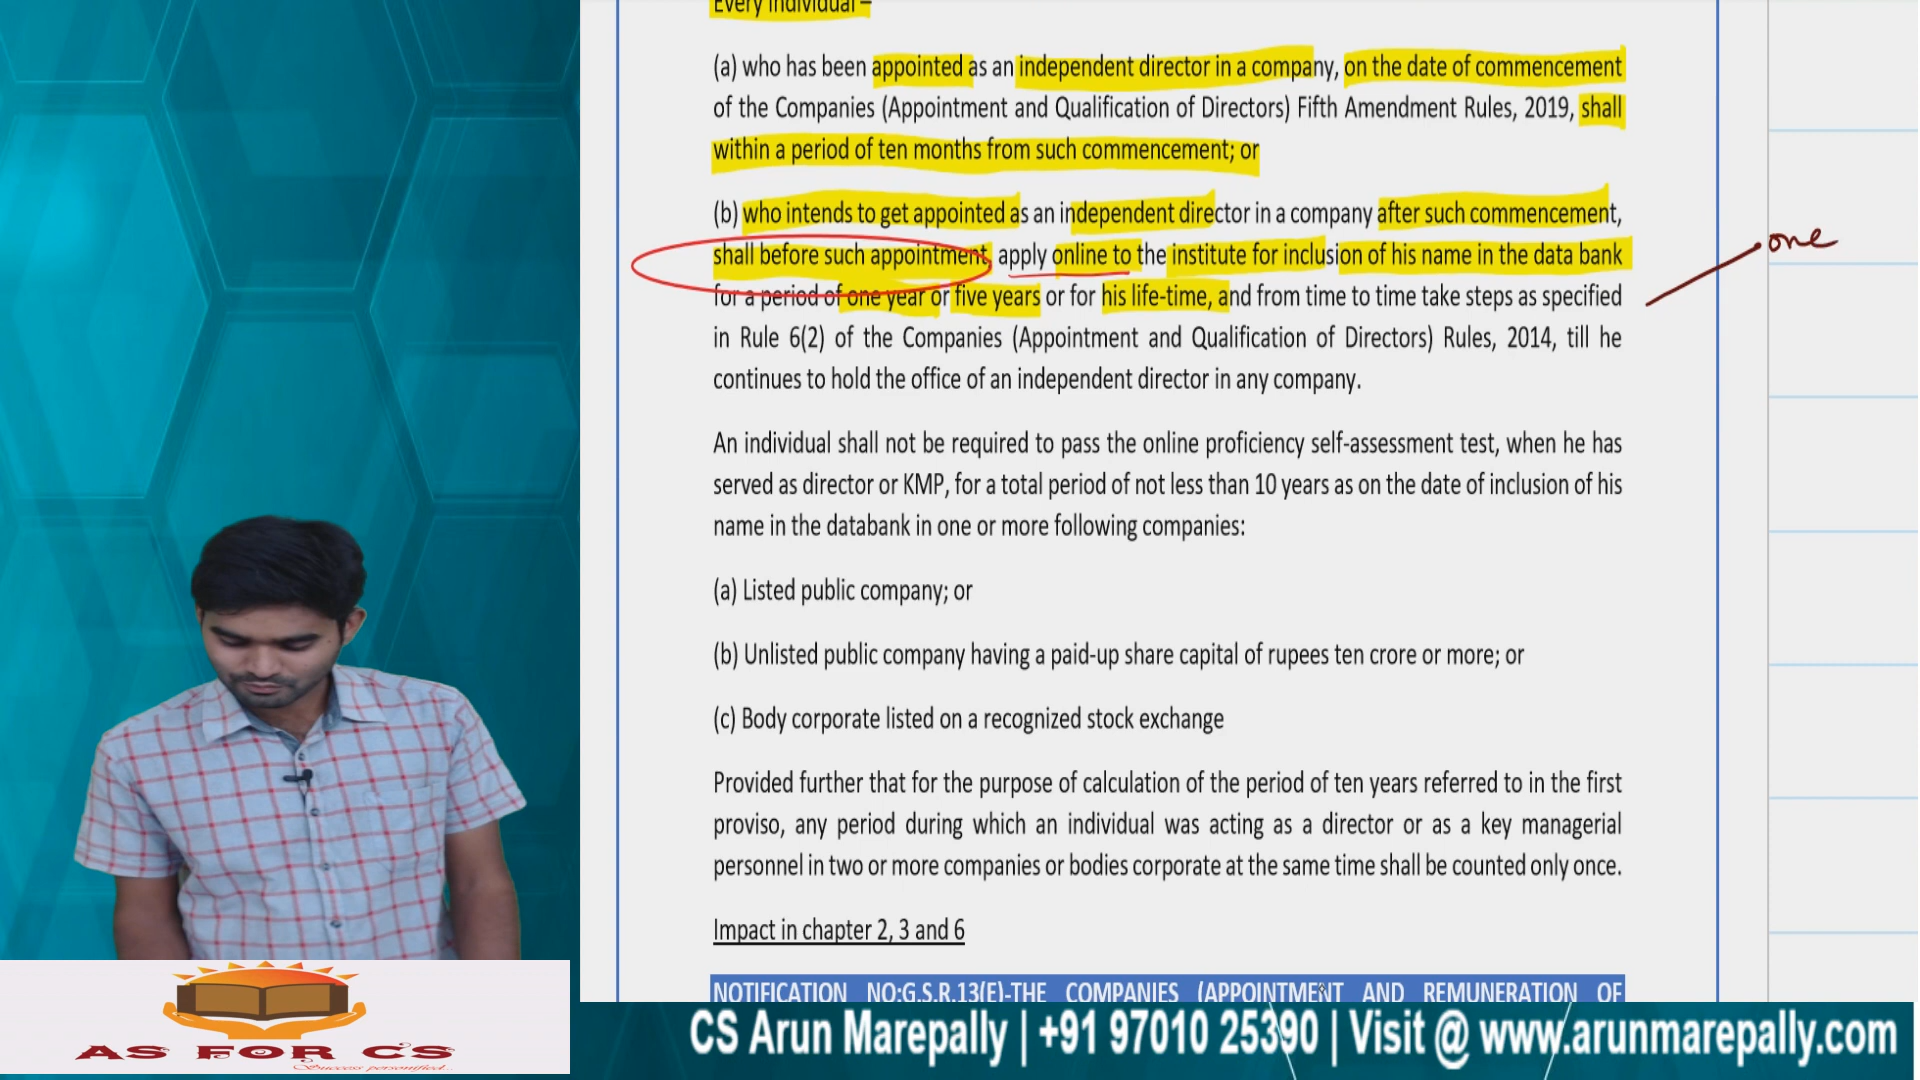 Every individual –
(a) who has been appointed as an independent director in a company, on the date of commencement
of the Companies (Appointment and Qualification of Directors) Fifth Amendment Rules, 2019, shall
within a period of ten months from such commencement; or
(b) who intends to get appointed as an independent director in a company after such commencement,
shall before such appointment, apply online to the institute for inclusion of his name in the data bank
for a period of one year or five years or for his life-time, and from time to time take steps as specified
in Rule 6(2) of the Companies (Appointment and Qualification of Directors) Rules, 2014, till he
continues to hold the office of an independent director in any company.
one
An individual shall not be required to pass the online proficiency self-assessment test, when he has
served as director or KMP, for a total period of not less than 10 years as on the date of inclusion of his
name in the databank in one or more following companies:
(a) Listed public company; or
(b) Unlisted public company having a paid-up share capital of rupees ten crore or more; or
(c) Body corporate listed on a recognized stock exchange
Provided further that for the purpose of calculation of the period of ten years referred to in the first
proviso, any period during which an individual was acting as a director or as a key managerial
personnel in two or more companies or bodies corporate at the same time shall be counted only once.
Impact in chapter 2, 3 and 6
NOTIFICATION NO:G.S.R.13(E)-THE COMPANIES (APPOINTMENT AND REMUNERATION OF
AS FOR CS
Success personified...
CS Arun Marepally | +91 97010 25390 | Visit @ www.arunmarepally.com